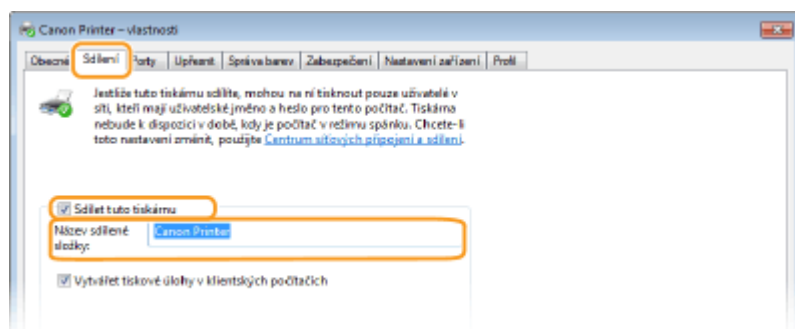 Canon Printer – vlastnosti
Obecné Sdílení Porty Upřesnit Správa barev Zabezpečení Nastavení zařízení Profil
Jestliže tuto tiskárnu sdílíte, mohou na ní tisknout pouze uživatelé v
síti, kteří mají uživatelské jméno a heslo pro tento počítač. Tiskárna
nebude k dispozici v době, kdy je počítač v režimu spánku. Chcete-li
toto nastavení změnit, použijte Centrum síťových připojení a sdílení.
Sdílet tuto tiskárnu
Název sdílené Canon Printer
složky:
Vytvářet tiskové úlohy v klientských počítačích